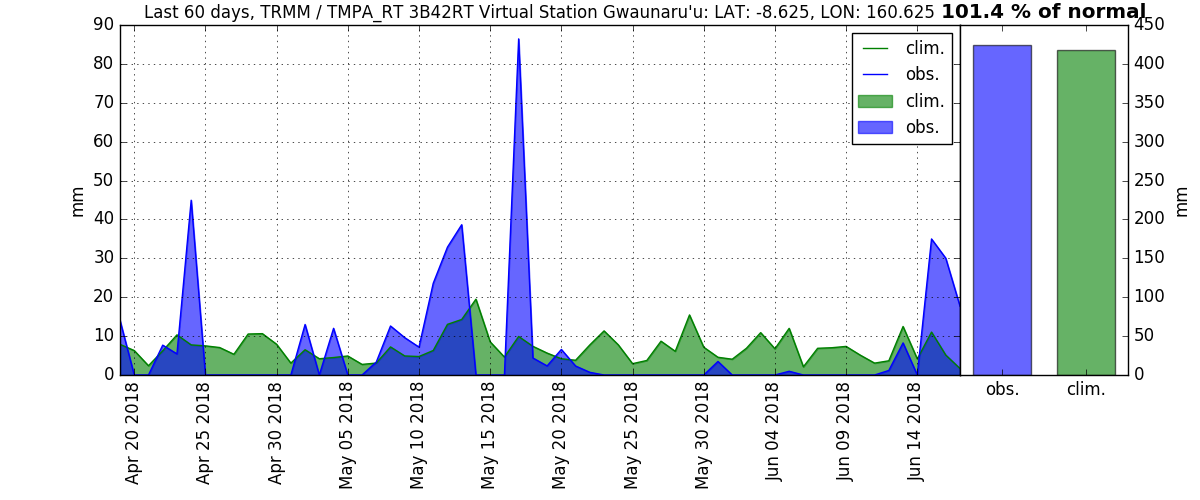 Last 60 days, TRMM / TMPA_RT 3B42RT Virtual Station Gwaunaru'u: LAT: -8.625, LON: 160.625 101.4 % of normal
90
80
70
60
50
40
30
20
10
0
mm
clim.
obs.
clim.
obs.
450
400
350
300
250
200
150
100
50
0
mm
obs. clim.
Apr 20 2018
Apr 25 2018
Apr 30 2018
May 05 2018
May 10 2018
May 15 2018
May 20 2018
May 25 2018
May 30 2018
Jun 04 2018
Jun 09 2018
Jun 14 2018